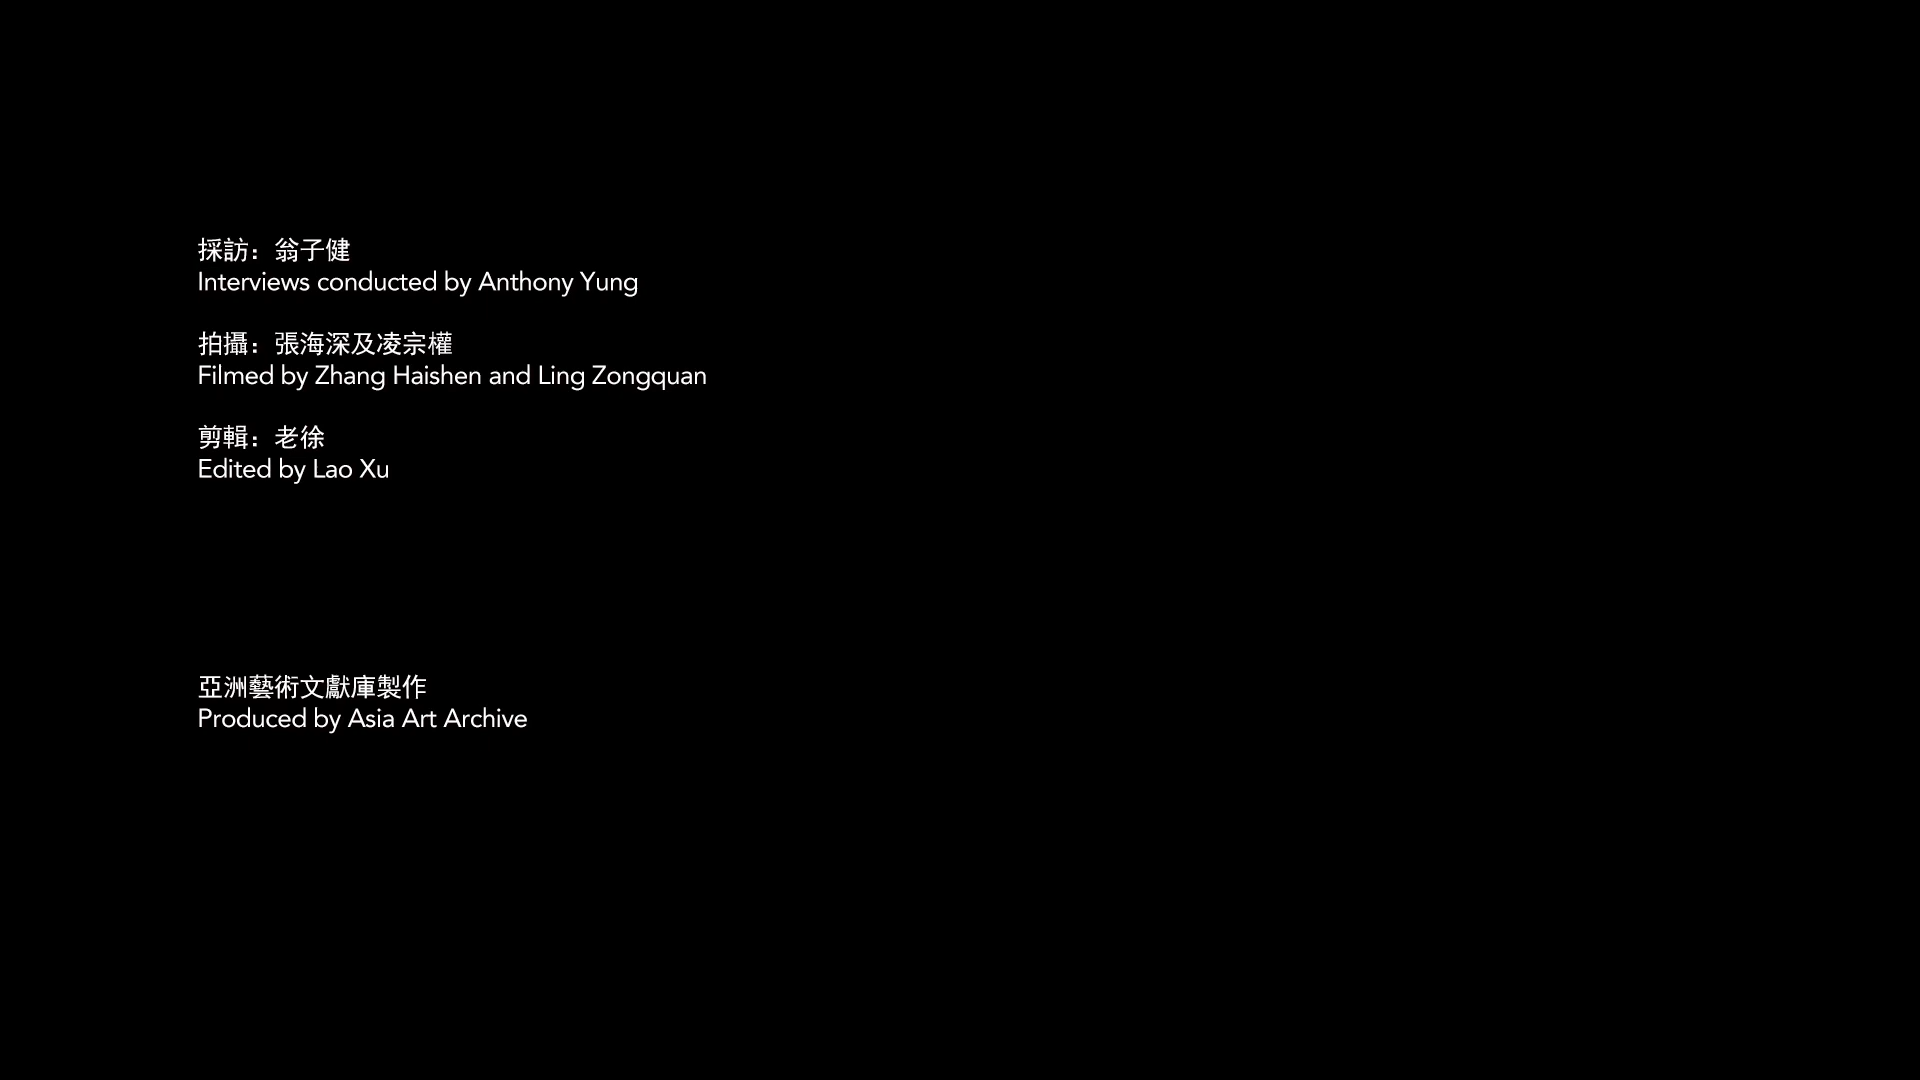 採訪：翁子健
Interviews conducted by Anthony Yung
拍攝：張海深及凌宗權
Filmed by Zhang Haishen and Ling Zongquan
剪輯：老徐
Edited by Lao Xu
亞洲藝術文獻庫製作
Produced by Asia Art Archive